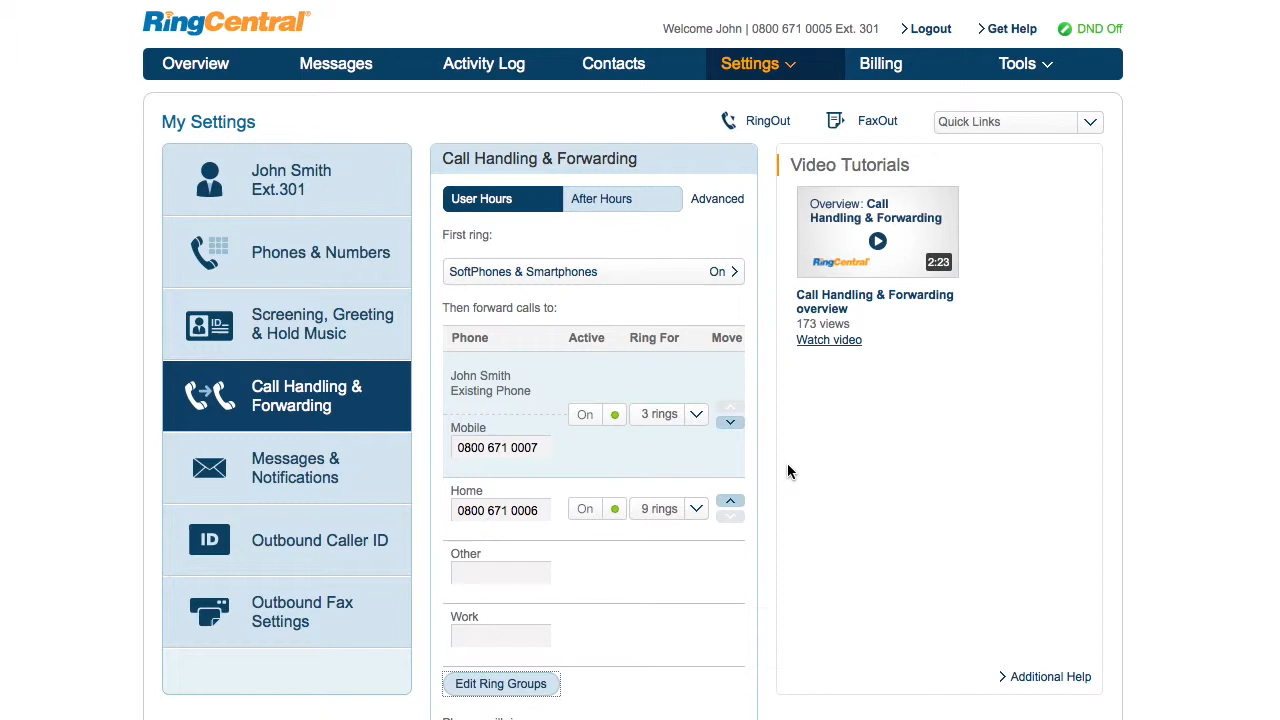 RingCentral
Welcome John | 0800 671 0005 Ext. 301
Logout
Get Help
DND Off
Overview
Messages
Activity Log
Contacts
Settings
Billing
Tools
My Settings
RingOut
FaxOut
Quick Links
John Smith
Ext.301
Phones & Numbers
Screening, Greeting
& Hold Music
Call Handling &
Forwarding
Messages &
Notifications
ID
Outbound Caller ID
Outbound Fax
Settings
Call Handling & Forwarding
User Hours
After Hours
Advanced
First ring:
SoftPhones & Smartphones
On
Then forward calls to:
Phone
Active
Ring For
Move
John Smith
Existing Phone
On
3 rings
Mobile
0800 671 0007
Home
0800 671 0006
On
9 rings
Other
Work
Edit Ring Groups
Video Tutorials
Overview: Call
Handling & Forwarding
RingCentral
2:23
Call Handling & Forwarding
overview
173 views
Watch video
Additional Help